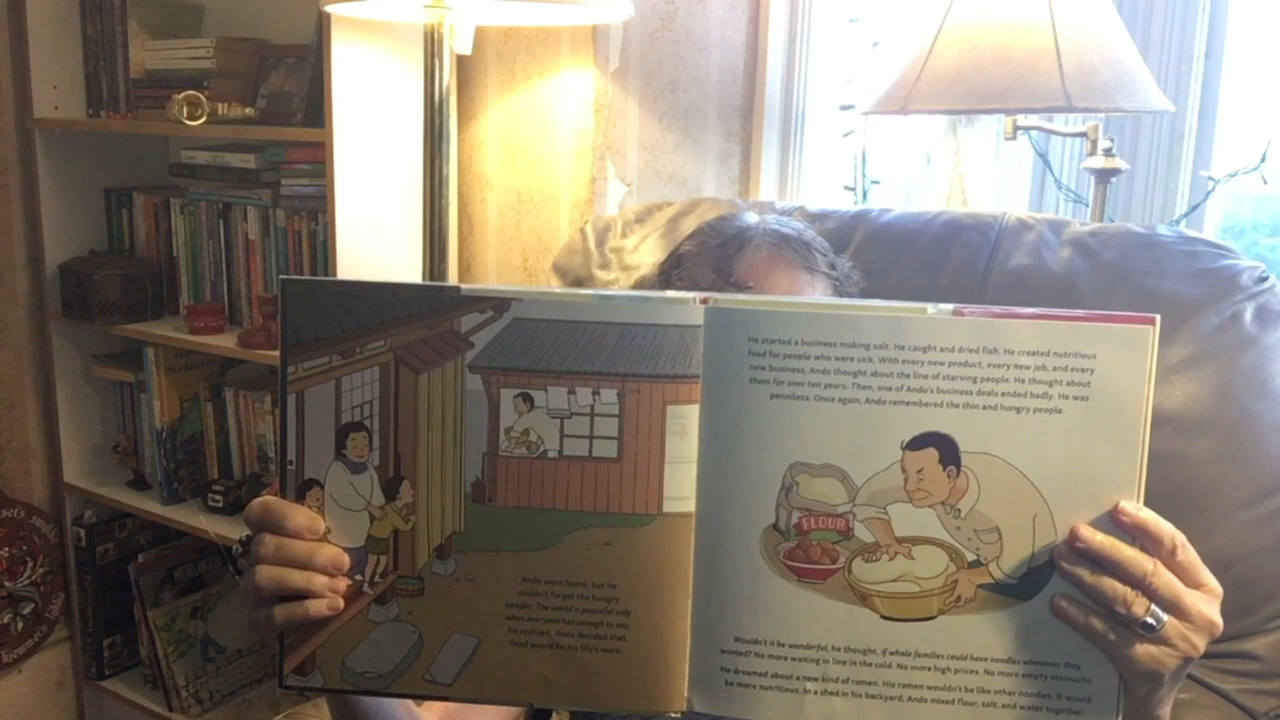 Ando went home, but he
couldn't forget the hungry
people. The world is peaceful only
when everyone has enough to eat,
he realized. Ando decided that
food would be his life's work.
He started a business making salt. He caught and dried fish. He created nutritious
food for people who were sick. With every new product, every new job, and every
new business, Ando thought about the line of starving people. He thought about
them for over ten years. Then, one of Ando's business deals ended badly. He was
penniless. Once again, Ando remembered the thin and hungry people.
FLOUR
Wouldn't it be wonderful, he thought, if whole families could have noodles whenever they
wanted? No more waiting in line in the cold. No more high prices. No more empty stomachs.
He dreamed about a new kind of ramen. His ramen wouldn't be like other noodles. It would
be more nutritious. In a shed in his backyard, Ando mixed flour, salt, and water together.